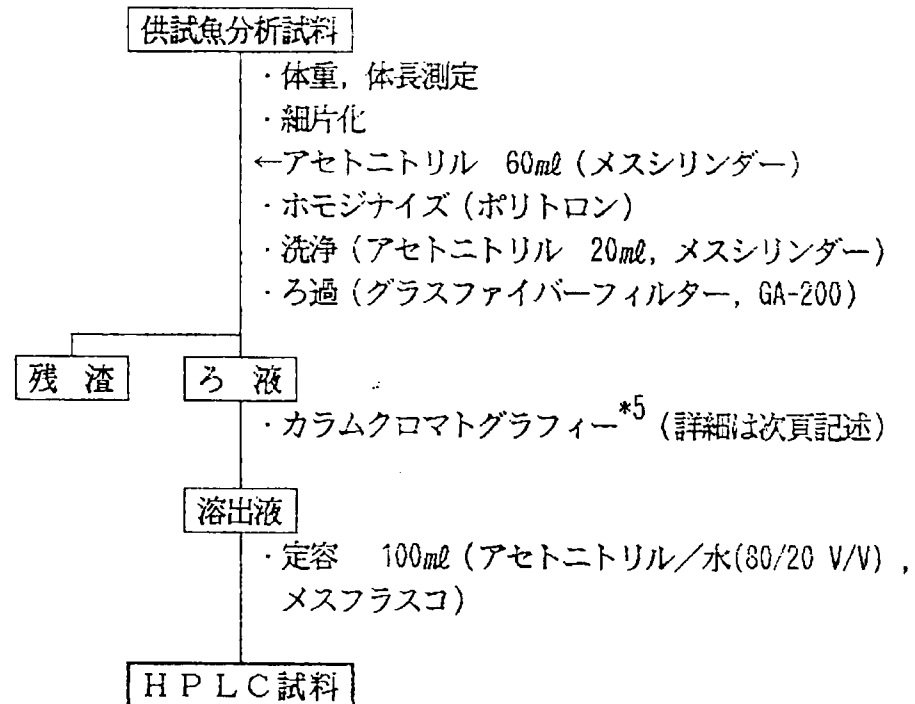 供試魚分析試料
・体重，体長測定
・細片化
←アセトニトリル 60ml（メスシリンダー）
・ホモジナイズ（ポリトロン）
・洗浄（アセトニトリル 20ml，メスシリンダー）
・ろ過（グラスファイバーフィルター，GA-200）
残 渣 ろ 液
・カラムクロマトグラフィー*5（詳細は次頁記述）
溶出液
・定容 100ml（アセトニトリル／水(80/20 V/V)，
メスフラスコ）
ＨＰＬＣ試料